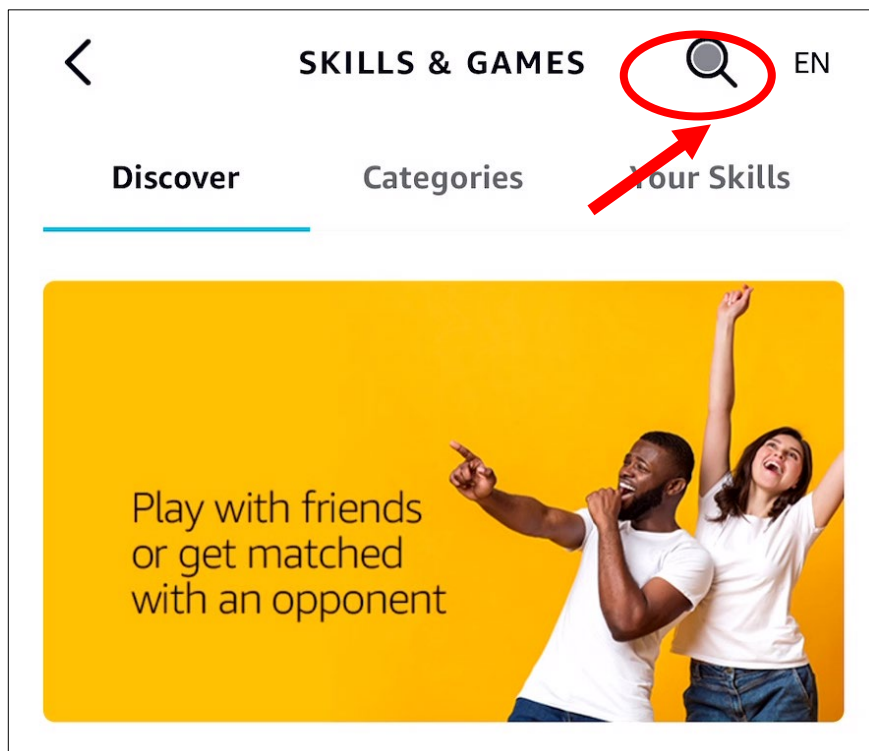 SKILLS & GAMES EN
Discover Categories Your Skills
Play with friends
or get matched
with an opponent